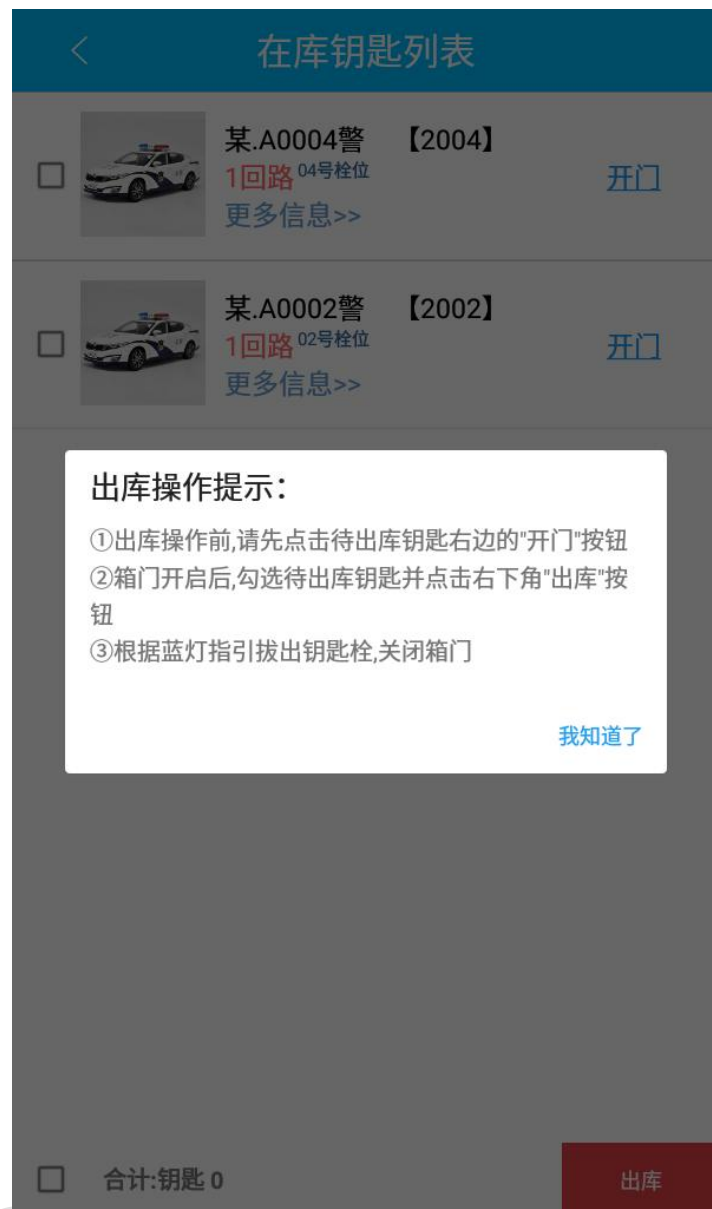 在库钥匙列表
某.A0004警 【2004】
1回路 04号栓位
开门
更多信息>>
某.A0002警 【2002】
1回路 02号栓位
开门
更多信息>>
出库操作提示：
①出库操作前,请先点击待出库钥匙右边的"开门"按钮
②箱门开启后,勾选待出库钥匙并点击右下角"出库"按
钮
③根据蓝灯指引拔出钥匙栓,关闭箱门
我知道了
合计:钥匙 0
出库